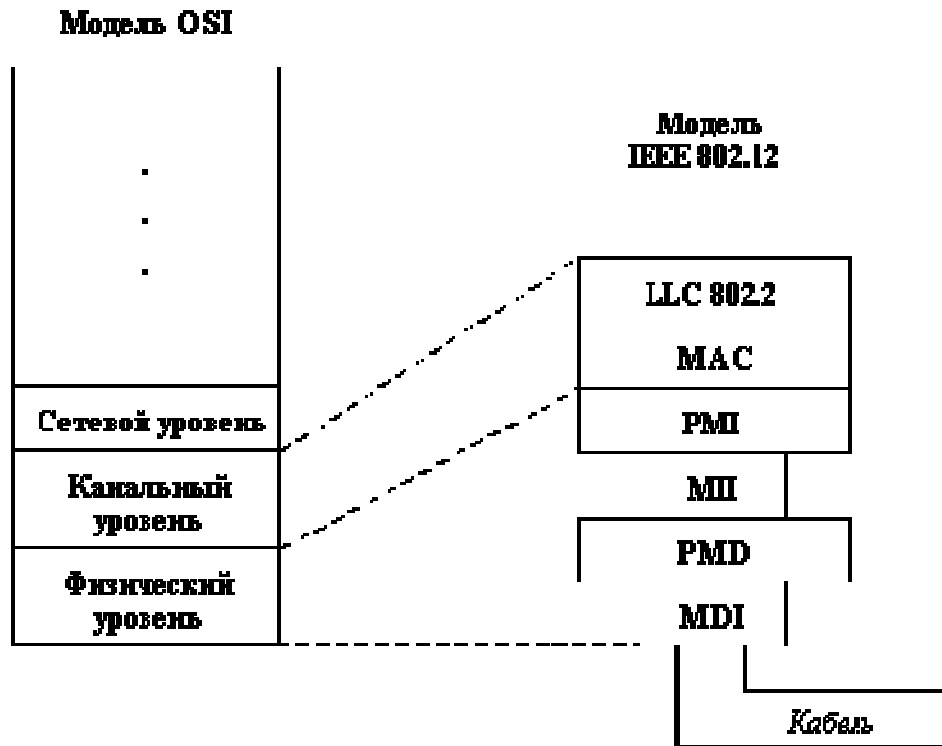 Модель OSI
Модель
IEEE 802.12
LLC 802.2
MAC
Сетевой уровень
PMI
Канальный
уровень
MII
PMD
Физический
уровень
MDI
Кабель